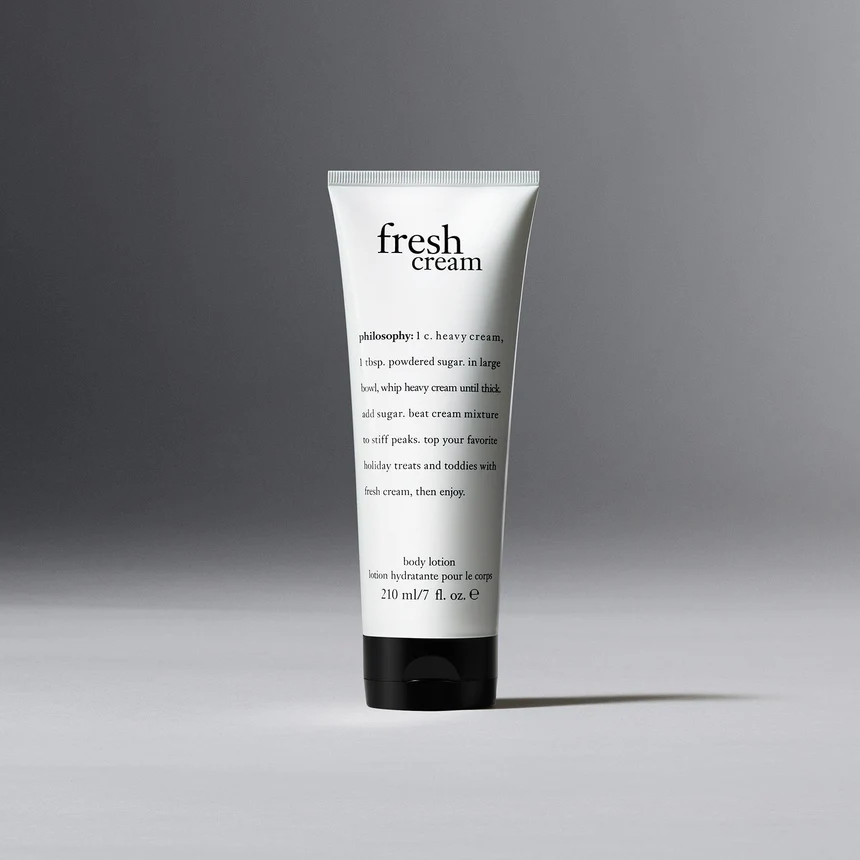 fresh
cream
philosophy: 1 c. heavy cream,
1 tbsp. powdered sugar. in large
bowl, whip heavy cream until thick.
add sugar. beat cream mixture
to stiff peaks. top your favorite
holiday treats and toddies with
fresh cream, then enjoy.
body lotion
lotion hydratante pour le corps
210 ml/7 fl. oz. ℮